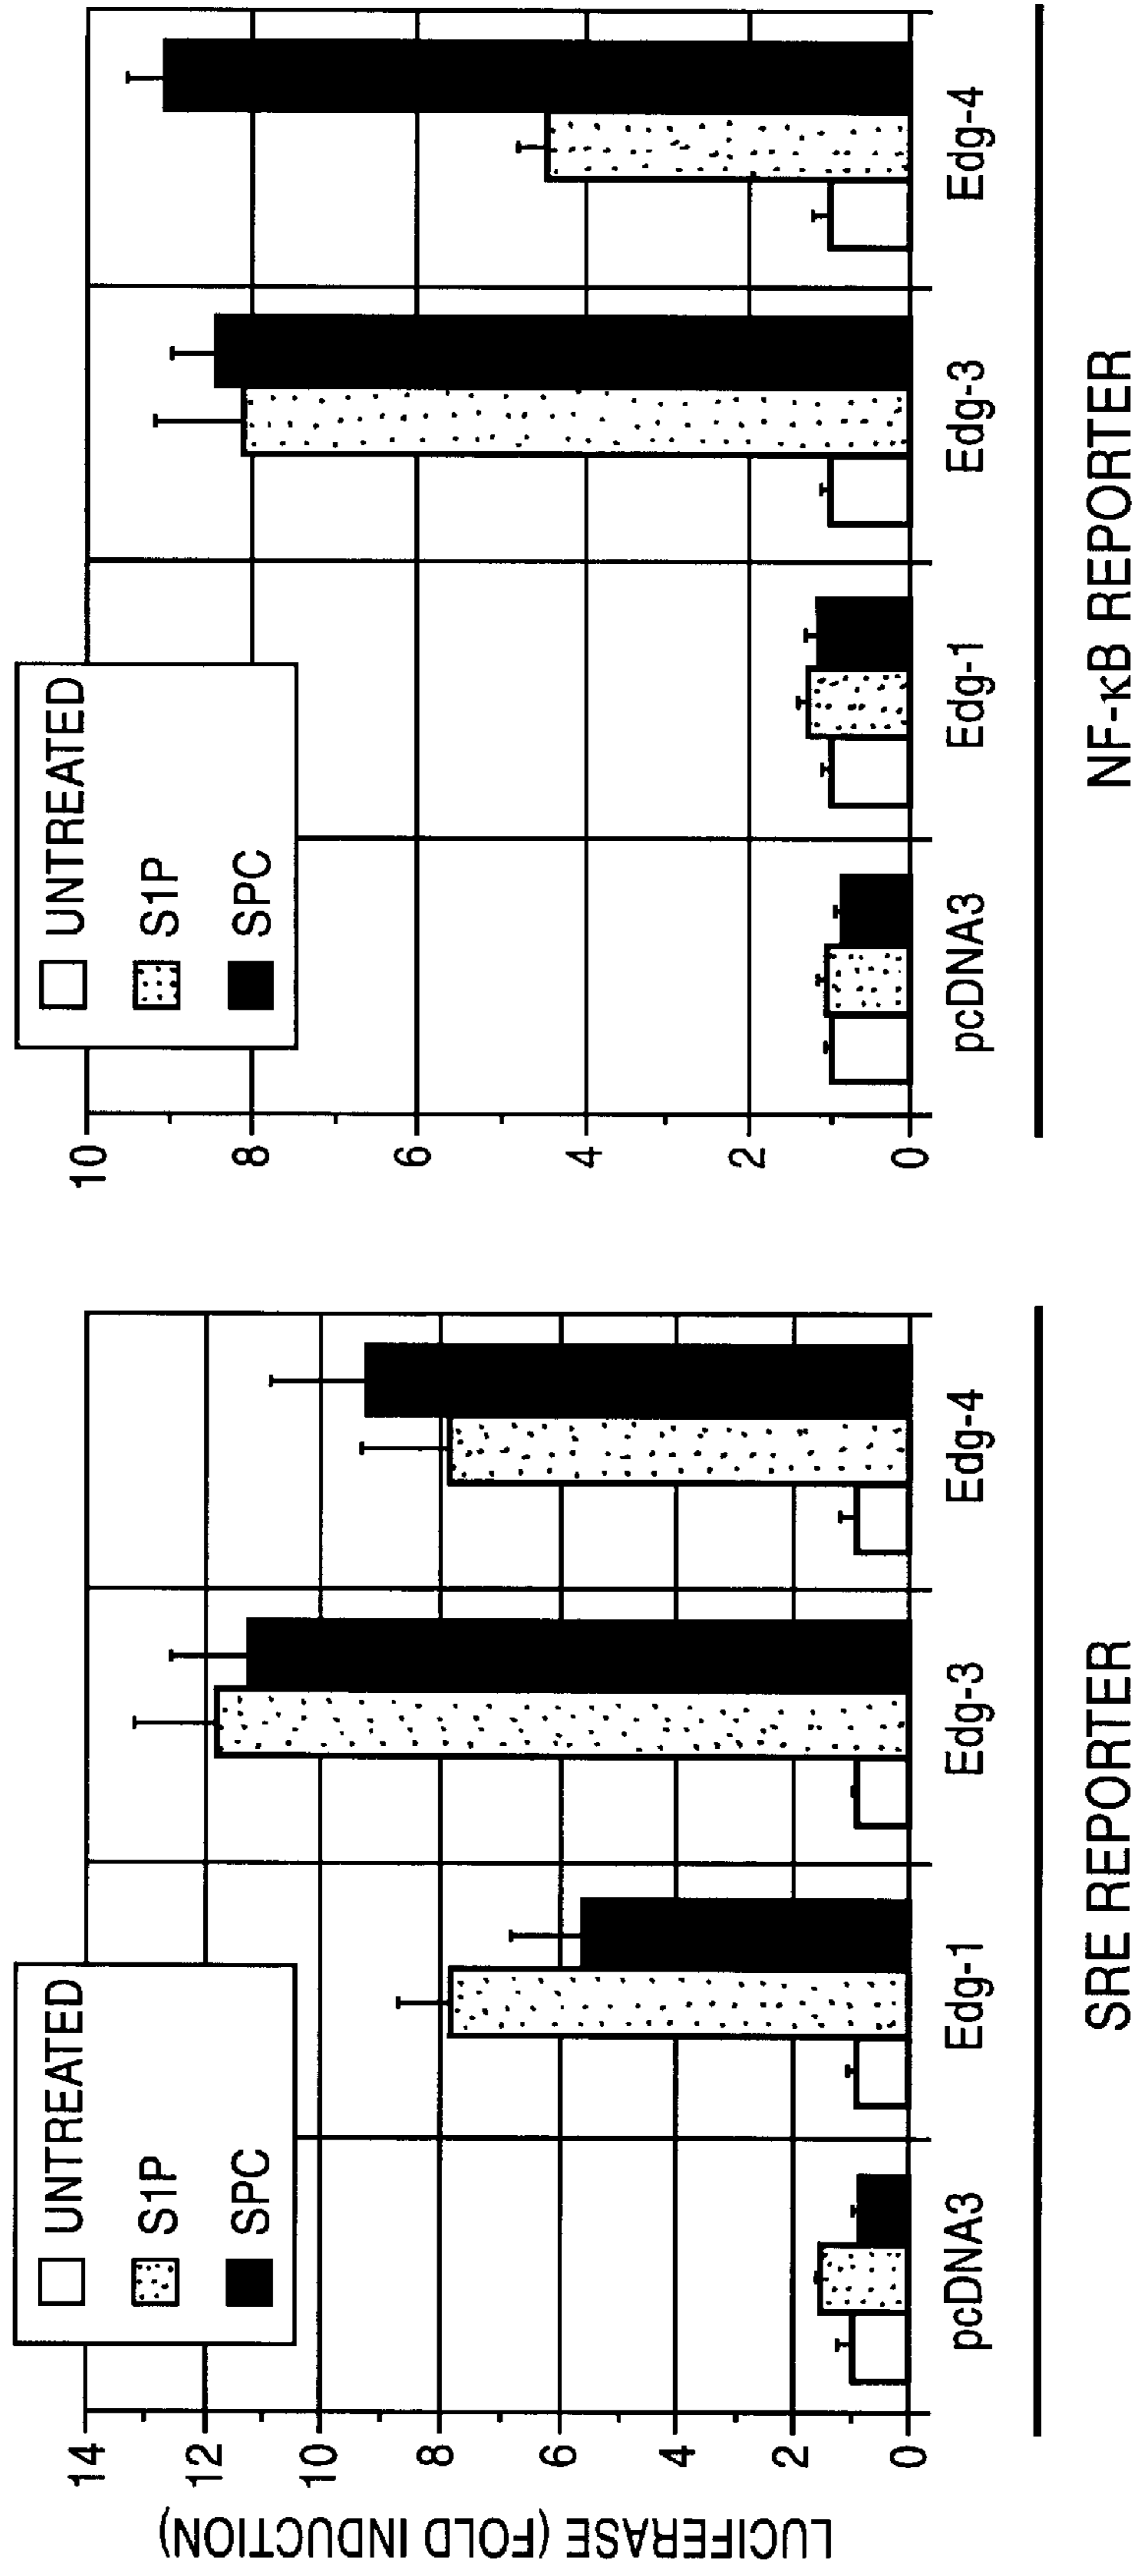 LUCIFERASE (FOLD INDUCTION)
14
12
10
8
6
4
2
0
UNTREATED
S1P
SPC
pcDNA3 Edg-1 Edg-3 Edg-4
SRE REPORTER
10
8
6
4
2
0
UNTREATED
S1P
SPC
pcDNA3 Edg-1 Edg-3 Edg-4
NF-κB REPORTER